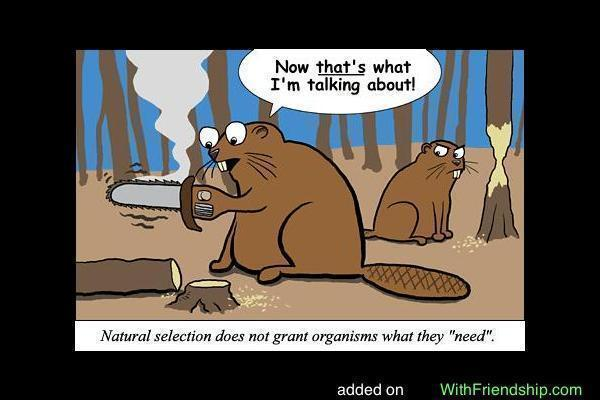 Now that's what
I'm talking about!
Natural selection does not grant organisms what they "need".
added on WithFriendship.com